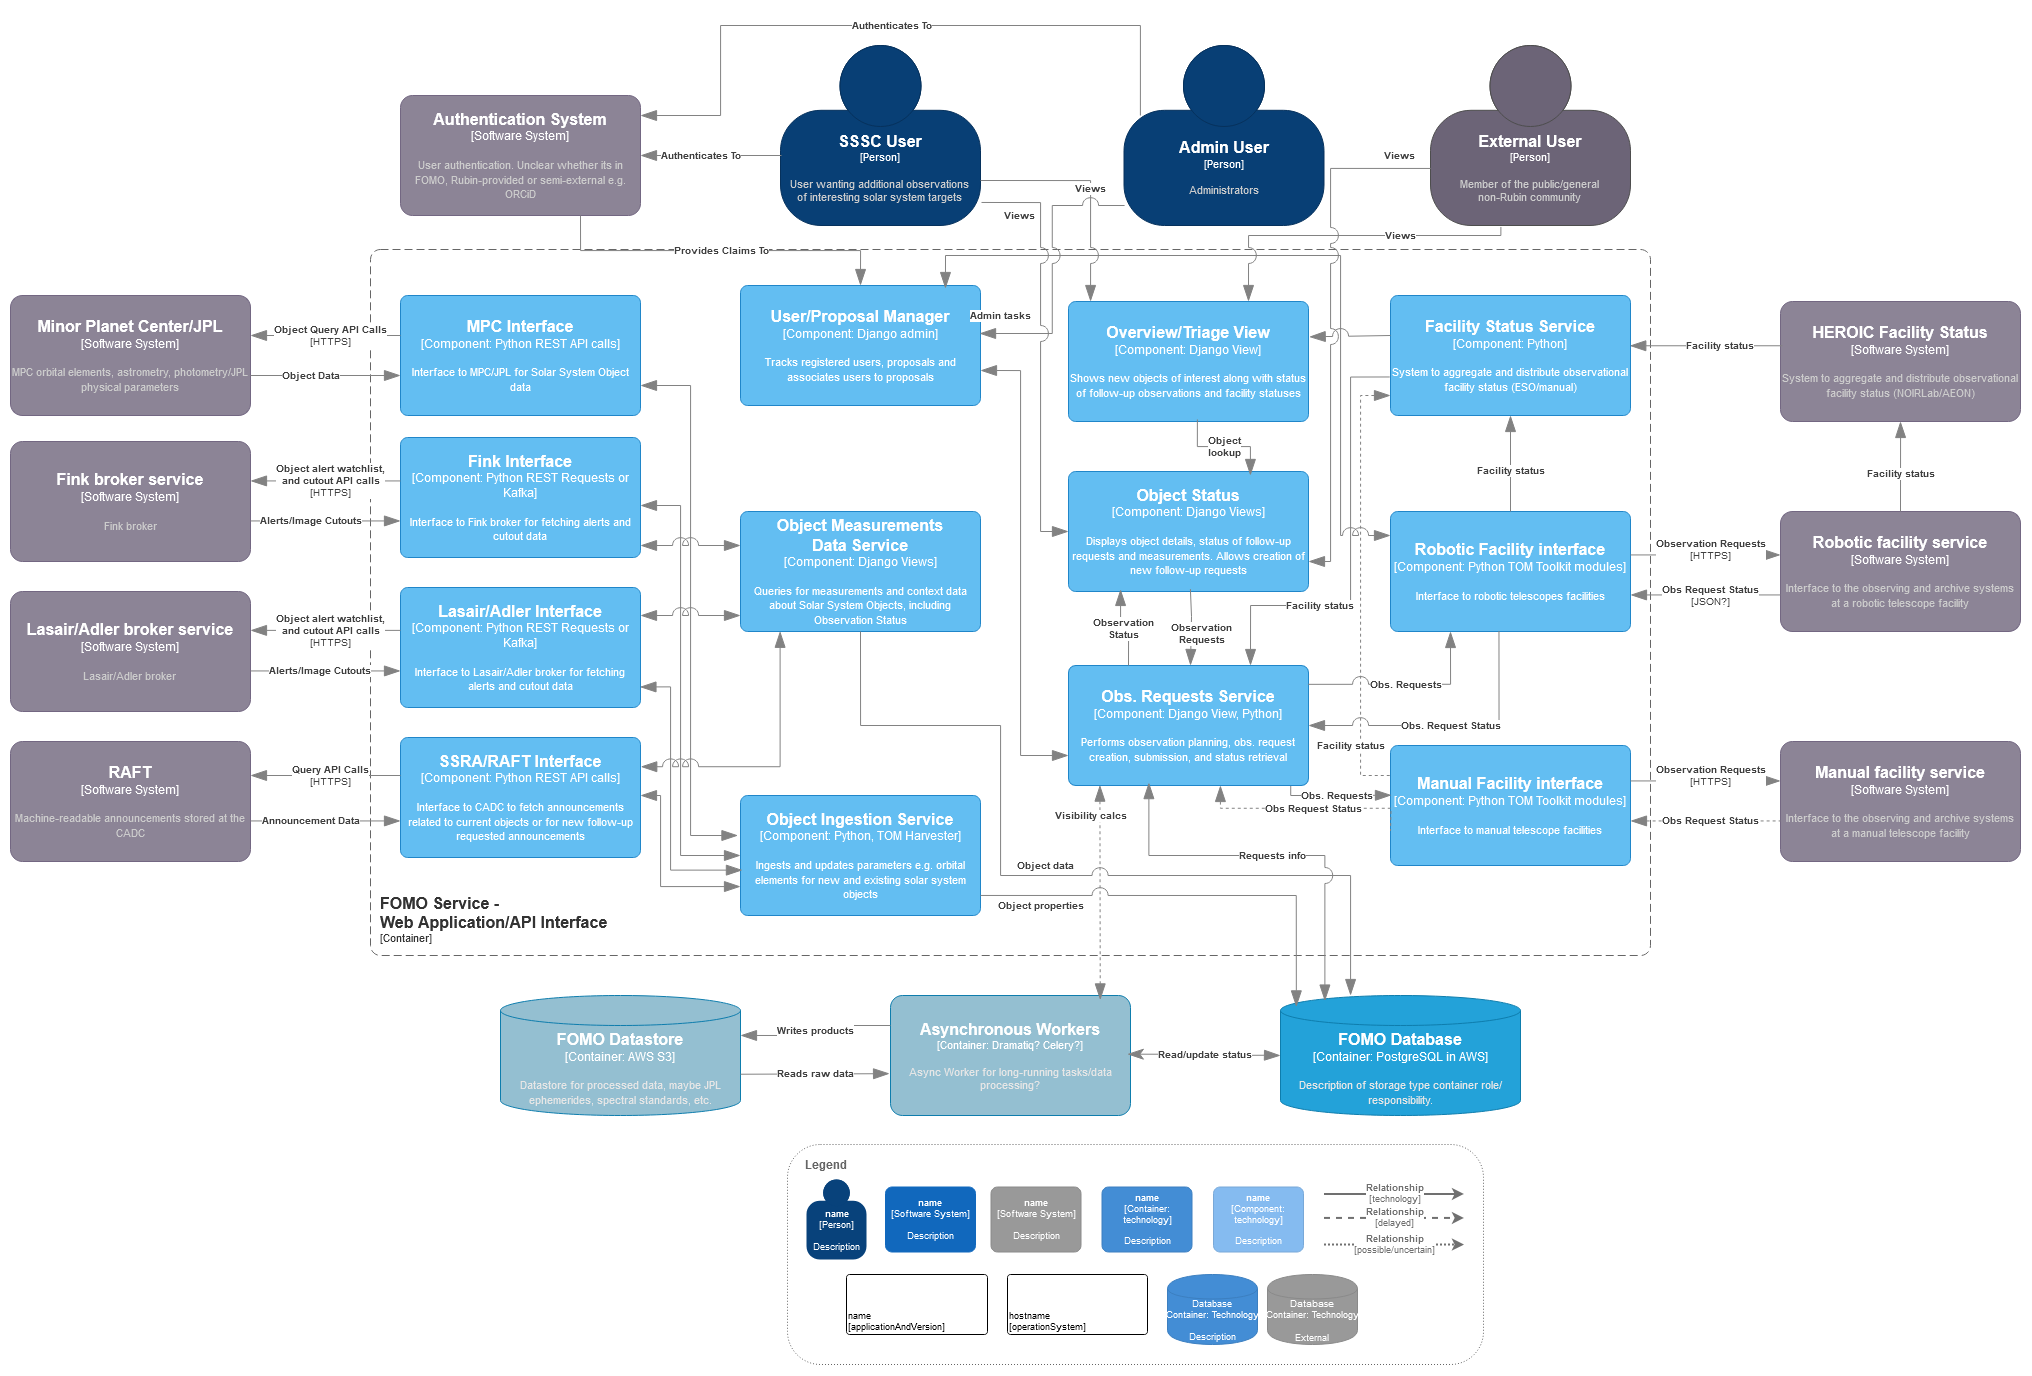 Authenticates To
Authentication System
[Software System]
User authentication. Unclear whether its in
FOMO, Rubin-provided or semi-external e.g.
ORCiD
Authenticates To
SSSC User
[Person]
User wanting additional observations
of interesting solar system targets
Admin User
[Person]
Administrators
External User
[Person]
Member of the public/general
non-Rubin community
Views
Views
Views
Views
Provides Claims To
Minor Planet Center/JPL
[Software System]
MPC orbital elements, astrometry, photometry/JPL
physical parameters
Object Query API Calls
[HTTPS]
Object Data
MPC Interface
[Component: Python REST API calls]
Interface to MPC/JPL for Solar System Object
data
User/Proposal Manager
[Component: Django admin]
Tracks registered users, proposals and
associates users to proposals
Admin tasks
Overview/Triage View
[Component: Django View]
Shows new objects of interest along with status
of follow-up observations and facility statuses
Facility Status Service
[Component: Python]
System to aggregate and distribute observational
facility status (ESO/manual)
Facility status
HEROIC Facility Status
[Software System]
System to aggregate and distribute observational
facility status (NOIRLab/AEON)
Fink broker service
[Software System]
Fink broker
Object alert watchlist,
and cutout API calls
[HTTPS]
Alerts/Image Cutouts
Fink Interface
[Component: Python REST Requests or
Kafka]
Interface to Fink broker for fetching alerts and
cutout data
Object
lookup
Facility status
Facility status
Object Measurements
Data Service
[Component: Django Views]
Queries for measurements and context data
about Solar System Objects, including
Observation Status
Object Status
[Component: Django Views]
Displays object details, status of follow-up
requests and measurements. Allows creation of
new follow-up requests
Robotic Facility interface
[Component: Python TOM Toolkit modules]
Interface to robotic telescopes facilities
Observation Requests
[HTTPS]
Obs Request Status
[JSON?]
Robotic facility service
[Software System]
Interface to the observing and archive systems
at a robotic telescope facility
Lasair/Adler broker service
[Software System]
Lasair/Adler broker
Object alert watchlist,
and cutout API calls
[HTTPS]
Alerts/Image Cutouts
Lasair/Adler Interface
[Component: Python REST Requests or
Kafka]
Interface to Lasair/Adler broker for fetching
alerts and cutout data
Facility status
Observation
Status
Observation
Requests
Obs. Requests Service
[Component: Django View, Python]
Performs observation planning, obs. request
creation, submission, and status retrieval
Obs. Requests
Obs. Request Status
Facility status
RAFT
[Software System]
Machine-readable announcements stored at the
CADC
Query API Calls
[HTTPS]
Announcement Data
SSRA/RAFT Interface
[Component: Python REST API calls]
Interface to CADC to fetch announcements
related to current objects or for new follow-up
requested announcements
Object Ingestion Service
[Component: Python, TOM Harvester]
Ingests and updates parameters e.g. orbital
elements for new and existing solar system
objects
Obs. Requests
Obs Request Status
Visibility calcs
Manual Facility interface
[Component: Python TOM Toolkit modules]
Interface to manual telescope facilities
Observation Requests
[HTTPS]
Obs Request Status
Manual facility service
[Software System]
Interface to the observing and archive systems
at a manual telescope facility
Requests info
Object data
Object properties
FOMO Service -
Web Application/API Interface
[Container]
FOMO Datastore
[Container: AWS S3]
Datastore for processed data, maybe JPL
ephemerides, spectral standards, etc.
Writes products
Reads raw data
Asynchronous Workers
[Container: Dramatiq? Celery?]
Async Worker for long-running tasks/data
processing?
Read/update status
FOMO Database
[Container: PostgreSQL in AWS]
Description of storage type container role/
responsibility.
Legend
name
[Person]
Description
name
[Software System]
Description
name
[Software System]
Description
name
[Container:
technology]
Description
name
[Component:
technology]
Description
Relationship
[technology]
Relationship
[delayed]
Relationship
[possible/uncertain]
name
[applicationAndVersion]
hostname
[operationSystem]
Database
Container: Technology
Description
Database
Container: Technology
External